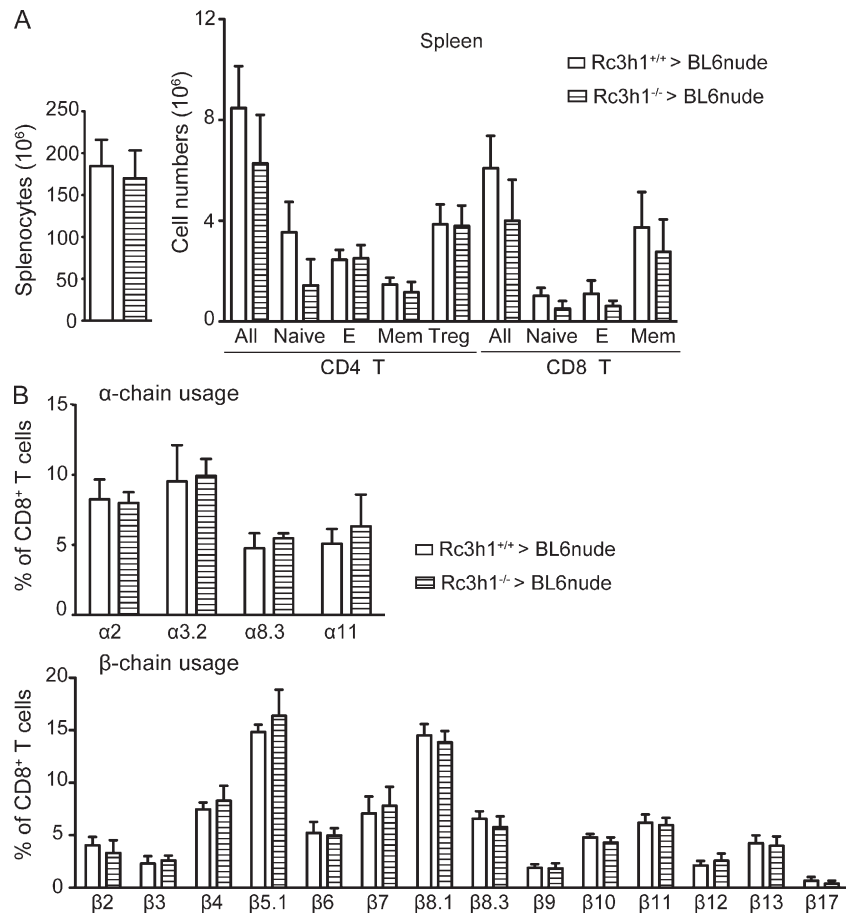 A
Spleen
Rc3h1+/+ > BL6nude
Rc3h1-/- > BL6nude
Splenocytes (10⁶)
250
200
150
100
50
0
Cell numbers (10⁶)
12
8
4
0
All Naive E Mem Treg All Naive E Mem
CD4 T CD8 T
B
α-chain usage
% of CD8⁺ T cells
15
10
5
0
α2 α3.2 α8.3 α11
Rc3h1+/+ > BL6nude
Rc3h1-/- > BL6nude
β-chain usage
% of CD8⁺ T cells
20
15
10
5
0
β2 β3 β4 β5.1 β6 β7 β8.1 β8.3 β9 β10 β11 β12 β13 β17